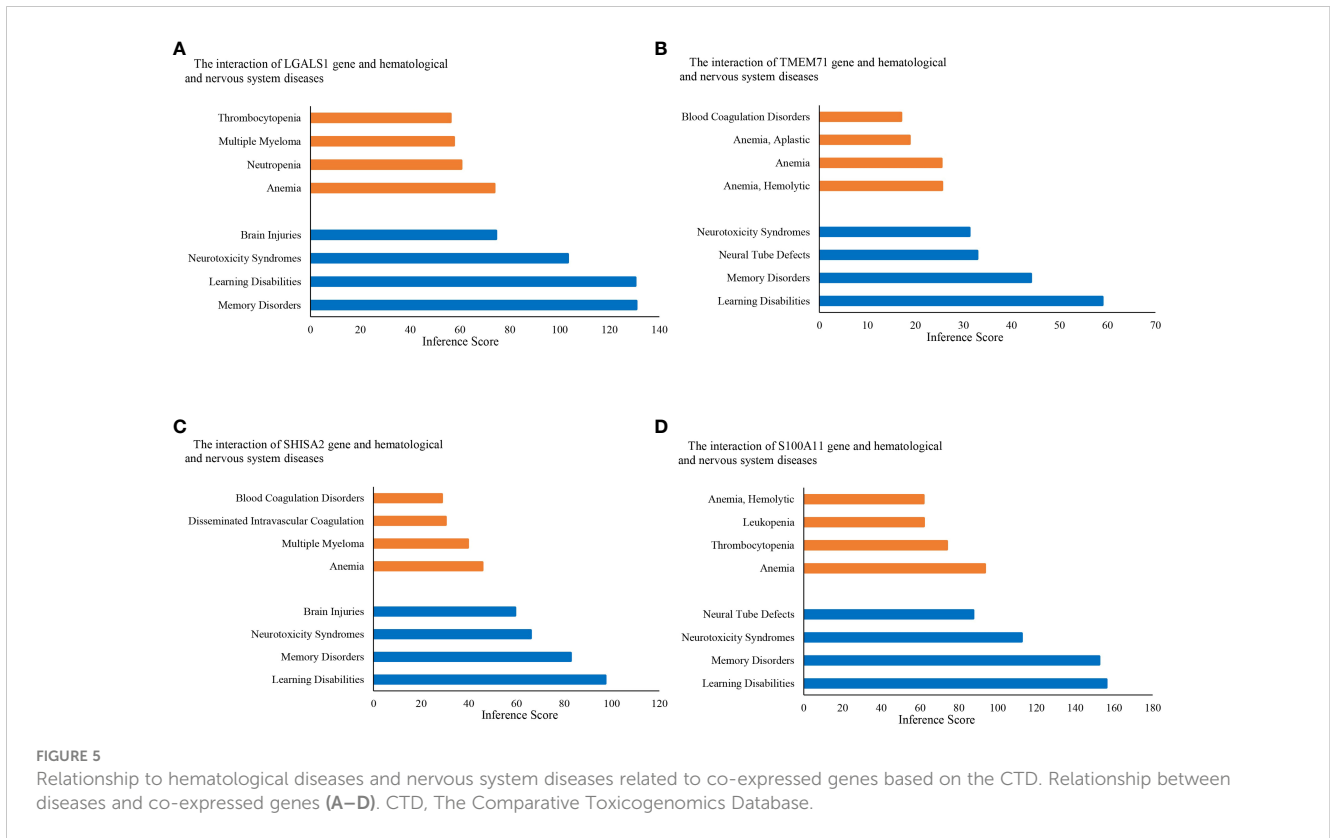 A
The interaction of LGALS1 gene and hematological
and nervous system diseases
Thrombocytopenia
Multiple Myeloma
Neutropenia
Anemia
Brain Injuries
Neurotoxicity Syndromes
Learning Disabilities
Memory Disorders
0 20 40 60 80 100 120 140
Inference Score
B
The interaction of TMEM71 gene and hematological
and nervous system diseases
Blood Coagulation Disorders
Anemia, Aplastic
Anemia
Anemia, Hemolytic
Neurotoxicity Syndromes
Neural Tube Defects
Memory Disorders
Learning Disabilities
0 10 20 30 40 50 60 70
Inference Score
C
The interaction of SHISA2 gene and hematological
and nervous system diseases
Blood Coagulation Disorders
Disseminated Intravascular Coagulation
Multiple Myeloma
Anemia
Brain Injuries
Neurotoxicity Syndromes
Memory Disorders
Learning Disabilities
0 20 40 60 80 100 120
Inference Score
D
The interaction of S100A11 gene and hematological
and nervous system diseases
Anemia, Hemolytic
Leukopenia
Thrombocytopenia
Anemia
Neural Tube Defects
Neurotoxicity Syndromes
Memory Disorders
Learning Disabilities
0 20 40 60 80 100 120 140 160 180
Inference Score
FIGURE 5
Relationship to hematological diseases and nervous system diseases related to co-expressed genes based on the CTD. Relationship between
diseases and co-expressed genes (A–D). CTD, The Comparative Toxicogenomics Database.